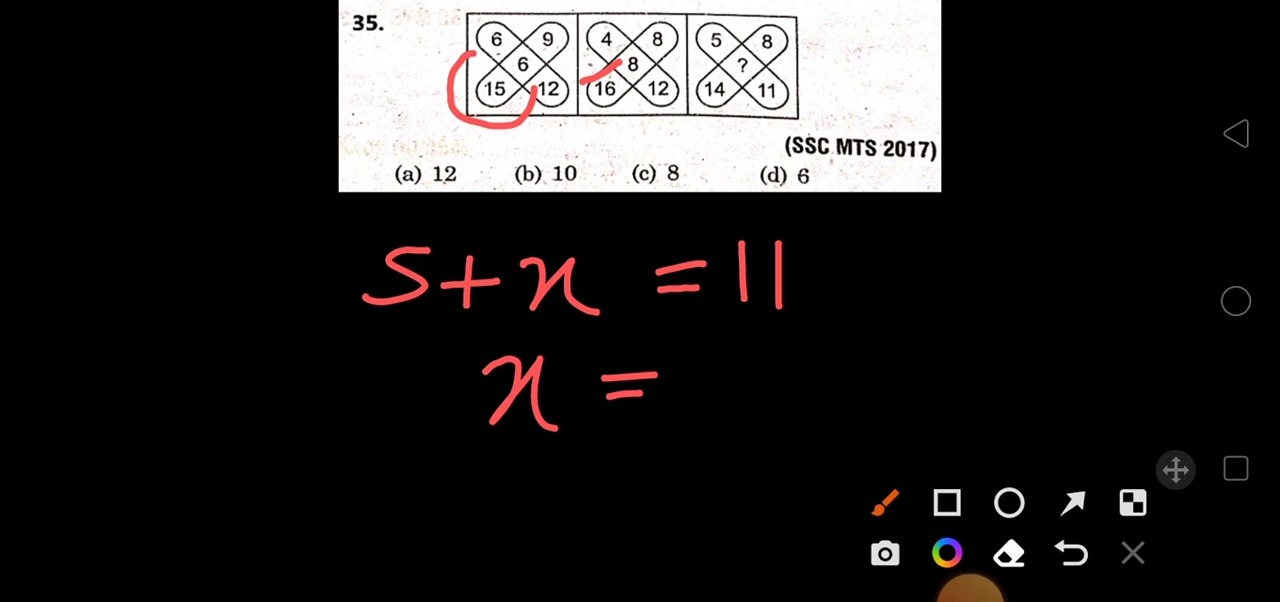 35.
6 9 4 8 5 8
6 8 ?
15 12 16 12 14 11
(SSC MTS 2017)
(a) 12 (b) 10 (c) 8 (d) 6
5+x = 11
x =